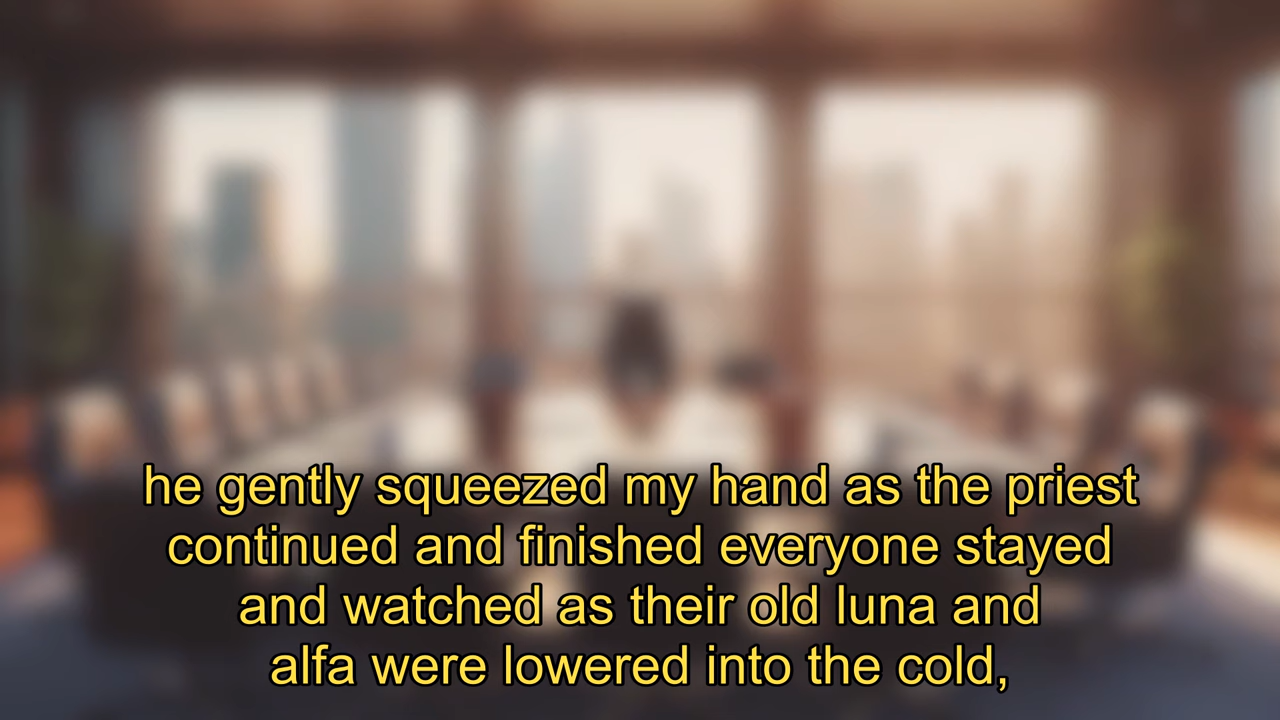 he gently squeezed my hand as the priest
continued and finished everyone stayed
and watched as their old luna and
alfa were lowered into the cold,